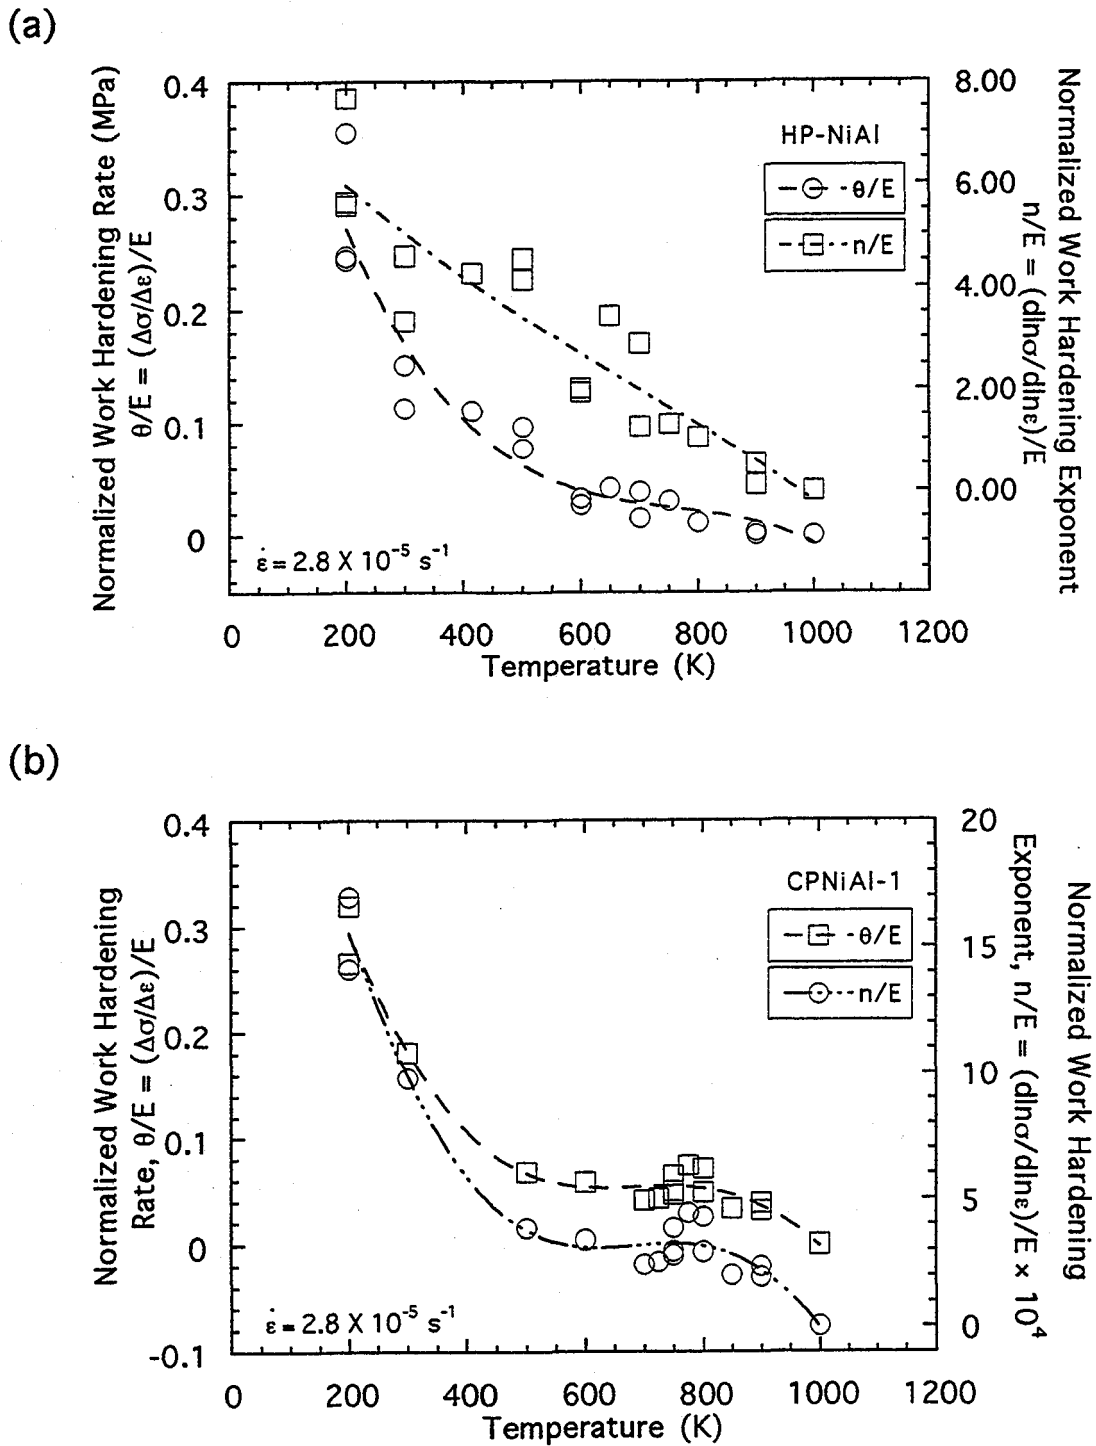 (a)
Normalized Work Hardening Rate (MPa)
θ/E = (Δσ/Δε)/E
0.4
0.3
0.2
0.1
0
8.00
6.00
4.00
2.00
0.00
Normalized Work Hardening Exponent
n/E = (dlnσ/dlnε)/E
HP-NiAl
θ/E
n/E
ε̇ = 2.8 X 10⁻⁵ s⁻¹
0 200 400 600 800 1000 1200
Temperature (K)
(b)
Normalized Work Hardening
Rate, θ/E = (Δσ/Δε)/E
0.4
0.3
0.2
0.1
0
-0.1
20
15
10
5
0
Normalized Work Hardening
Exponent, n/E = (dlnσ/dlnε)/E × 10⁴
CPNiAl-1
θ/E
n/E
ε̇ = 2.8 X 10⁻⁵ s⁻¹
0 200 400 600 800 1000 1200
Temperature (K)